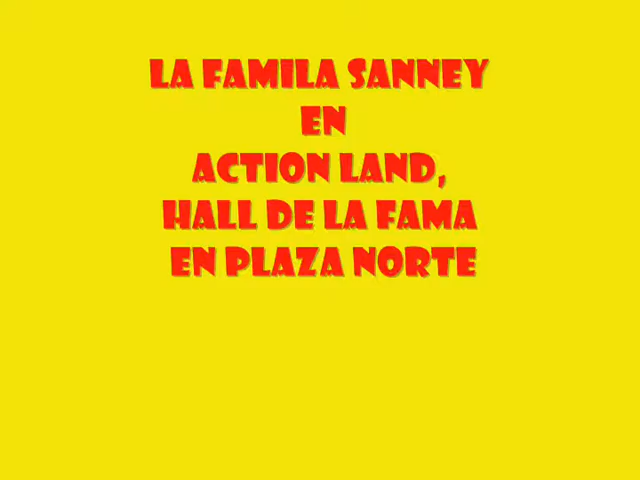 LA FAMILA SANNEY
EN
ACTION LAND,
HALL DE LA FAMA
EN PLAZA NORTE